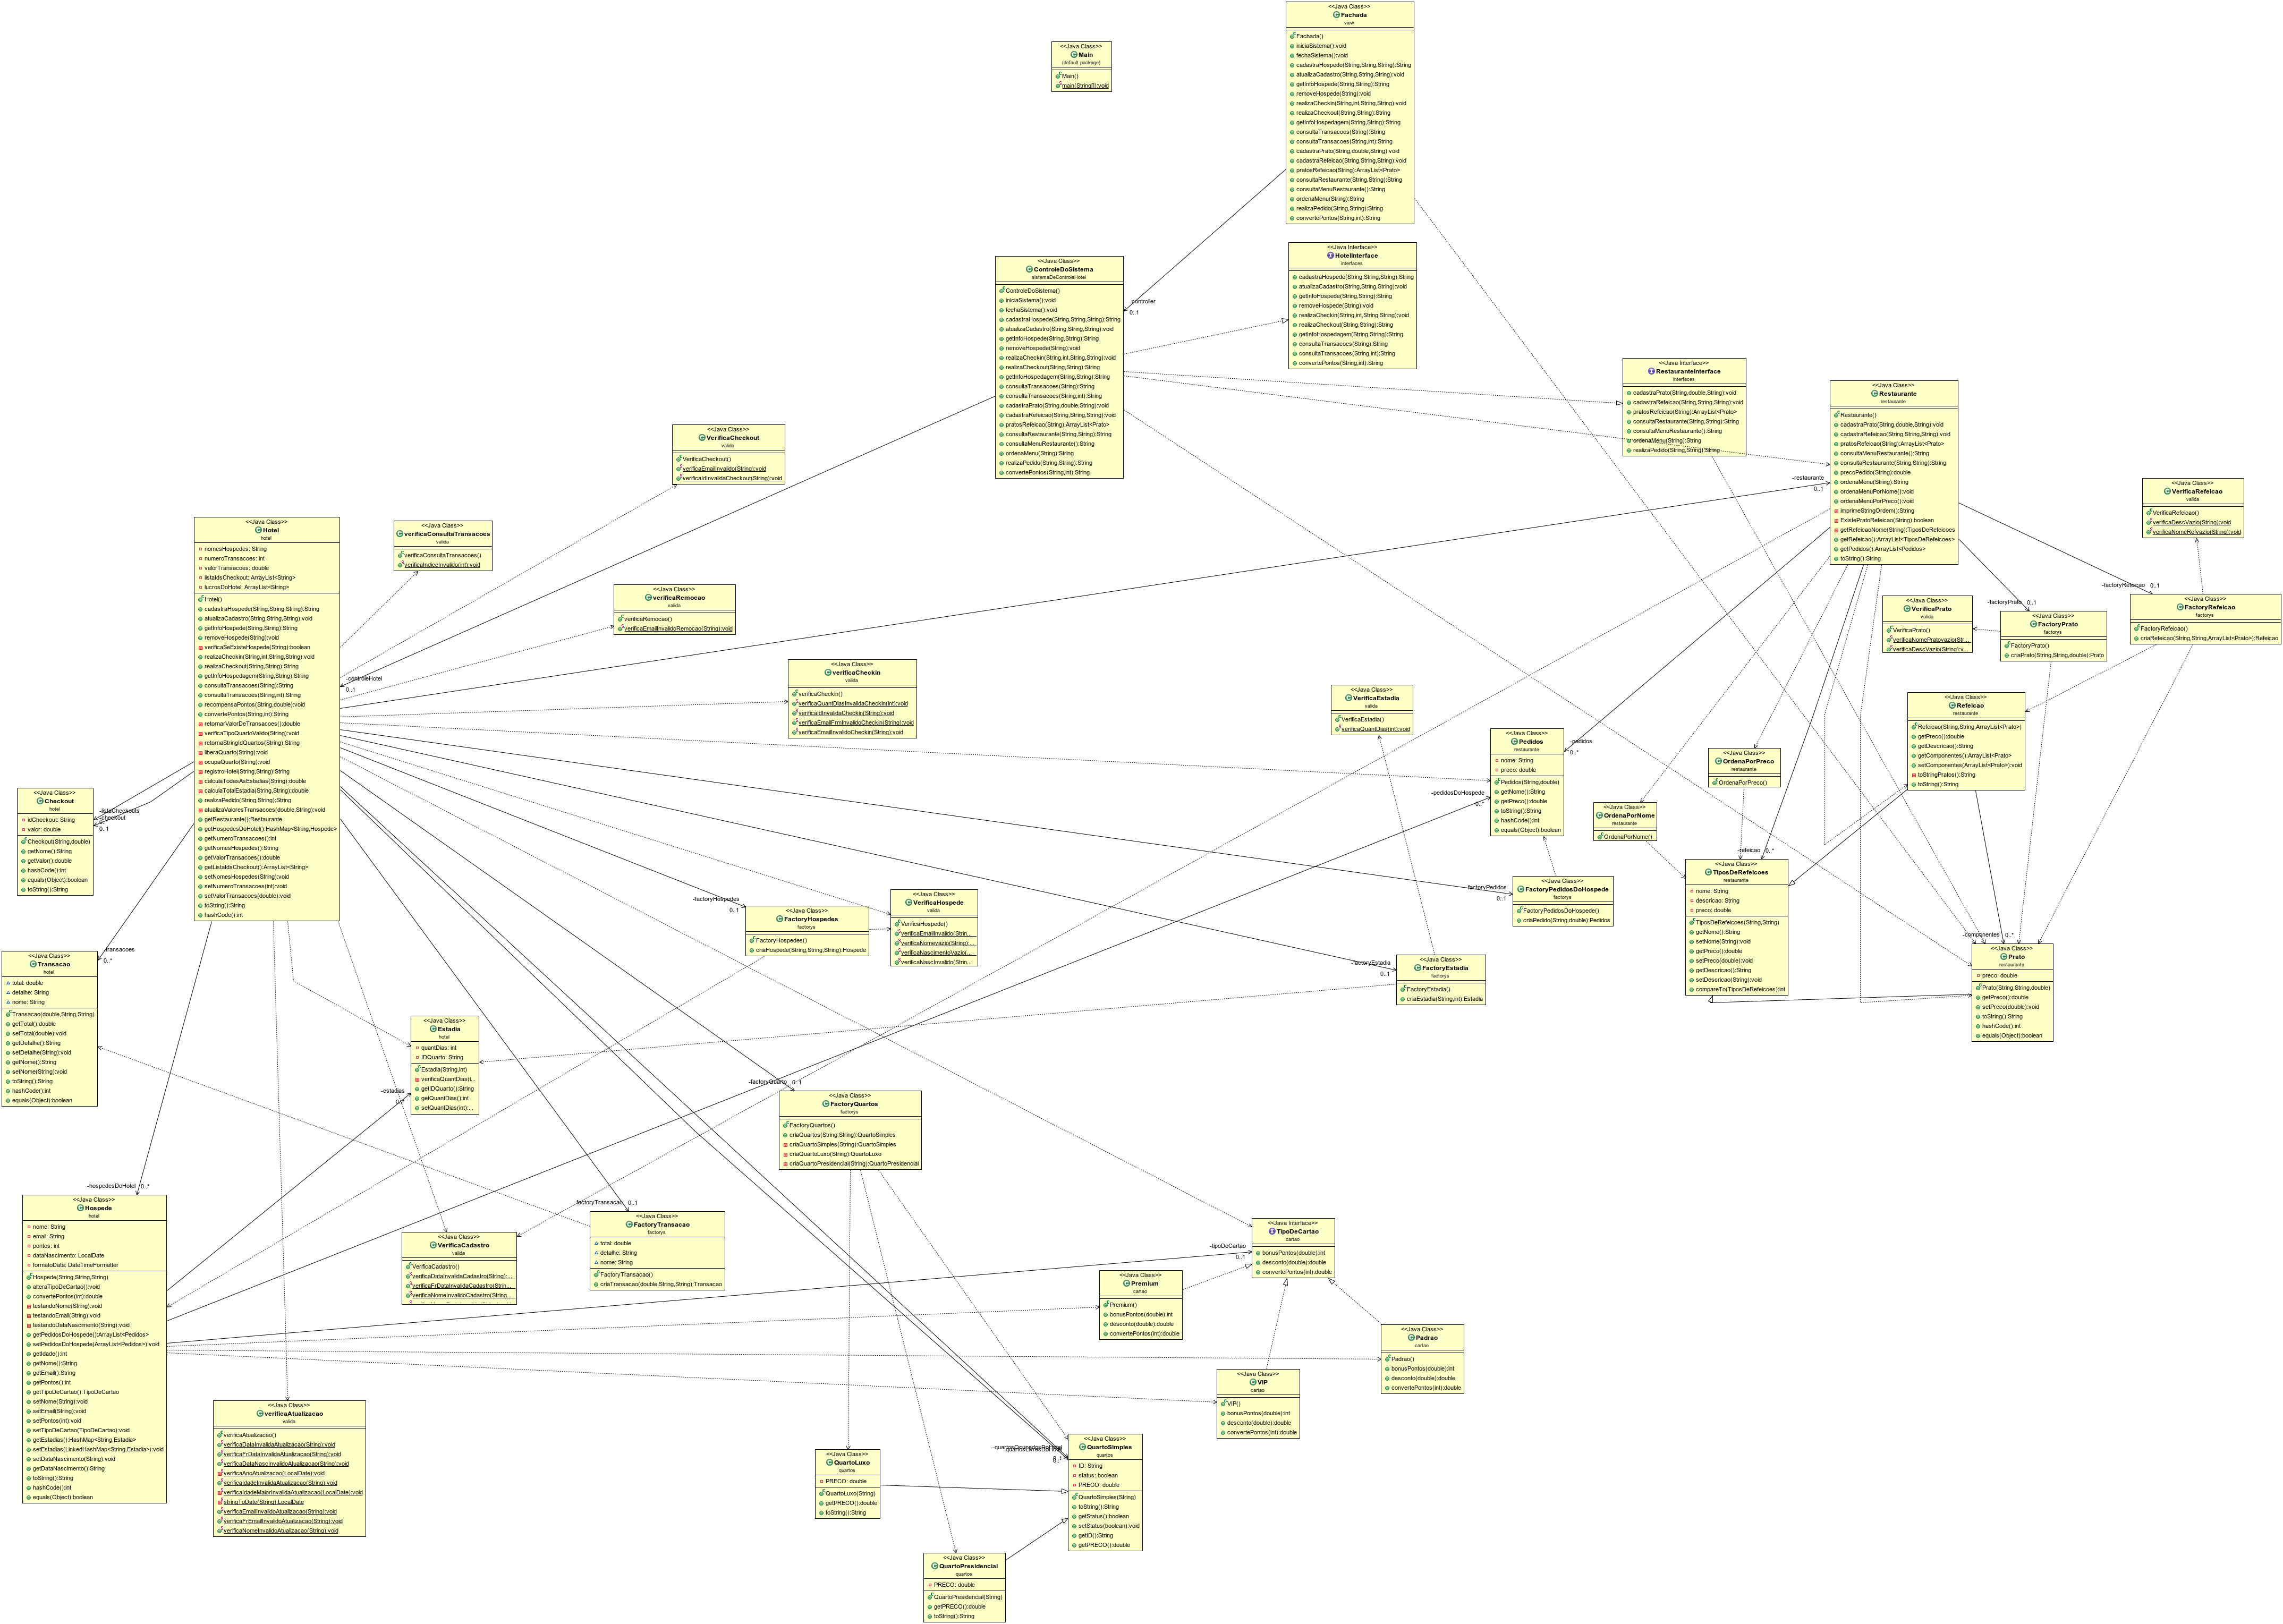 <<Java Class>>
Fachada
view
Fachada()
iniciaSistema():void
fechaSistema():void
cadastraHospede(String,String,String):String
atualizaCadastro(String,String,String):void
getInfoHospede(String,String):String
removeHospede(String):void
realizaCheckin(String,int,String,String):void
realizaCheckout(String,String):String
getInfoHospedagem(String,String):String
consultaTransacoes(String):String
consultaTransacoes(String,int):String
cadastraPrato(String,double,String):void
cadastraRefeicao(String,String,String):void
pratosRefeicao(String):ArrayList<Prato>
consultaRestaurante(String,String):String
consultaMenuRestaurante():String
ordenaMenu(String):String
realizaPedido(String,String):String
convertePontos(String,int):String
<<Java Class>>
Main
(default package)
Main()
main(String[]):void
<<Java Interface>>
HotelInterface
interfaces
cadastraHospede(String,String,String):String
atualizaCadastro(String,String,String):void
getInfoHospede(String,String):String
removeHospede(String):void
realizaCheckin(String,int,String,String):void
realizaCheckout(String,String):String
getInfoHospedagem(String,String):String
consultaTransacoes(String):String
consultaTransacoes(String,int):String
convertePontos(String,int):String
<<Java Class>>
ControleDoSistema
sistemaDeControleHotel
ControleDoSistema()
iniciaSistema():void
fechaSistema():void
cadastraHospede(String,String,String):String
atualizaCadastro(String,String,String):void
getInfoHospede(String,String):String
removeHospede(String):void
realizaCheckin(String,int,String,String):void
realizaCheckout(String,String):String
getInfoHospedagem(String,String):String
consultaTransacoes(String):String
consultaTransacoes(String,int):String
cadastraPrato(String,double,String):void
cadastraRefeicao(String,String,String):void
pratosRefeicao(String):ArrayList<Prato>
consultaRestaurante(String,String):String
consultaMenuRestaurante():String
ordenaMenu(String):String
realizaPedido(String,String):String
convertePontos(String,int):String
-controller
0..1
<<Java Interface>>
RestauranteInterface
interfaces
cadastraPrato(String,double,String):void
cadastraRefeicao(String,String,String):void
pratosRefeicao(String):ArrayList<Prato>
consultaRestaurante(String,String):String
consultaMenuRestaurante():String
ordenaMenu(String):String
realizaPedido(String,String):String
<<Java Class>>
Restaurante
restaurante
Restaurante()
cadastraPrato(String,double,String):void
cadastraRefeicao(String,String,String):void
pratosRefeicao(String):ArrayList<Prato>
consultaMenuRestaurante():String
consultaRestaurante(String,String):String
precoPedido(String):double
ordenaMenu(String):String
ordenaMenuPorNome():void
ordenaMenuPorPreco():void
imprimeStringOrdem():String
ExistePratoRefeicao(String):boolean
getRefeicaoNome(String):TiposDeRefeicoes
getRefeicao():ArrayList<TiposDeRefeicoes>
getPedidos():ArrayList<Pedidos>
toString():String
-restaurante
0..1
<<Java Class>>
VerificaCheckout
valida
VerificaCheckout()
verificaEmailInvalido(String):void
verificaIdInvalidaCheckout(String):void
<<Java Class>>
VerificaRefeicao
valida
VerificaRefeicao()
verificaDescVazio(String):void
verificaNomeRefvazio(String):void
<<Java Class>>
verificaConsultaTransacoes
valida
verificaConsultaTransacoes()
verificaIndiceInvalido(int):void
<<Java Class>>
Hotel
hotel
nomesHospedes: String
numeroTransacoes: int
valorTransacoes: double
listaIdsCheckout: ArrayList<String>
lucrosDoHotel: ArrayList<String>
Hotel()
cadastraHospede(String,String,String):String
atualizaCadastro(String,String,String):void
getInfoHospede(String,String):String
removeHospede(String):void
verificaSeExisteHospede(String):boolean
realizaCheckin(String,int,String,String):void
realizaCheckout(String,String):String
getInfoHospedagem(String,String):String
consultaTransacoes(String):String
consultaTransacoes(String,int):String
recompensaPontos(String,double):void
convertePontos(String,int):String
retornarValorDeTransacoes():double
verificaTipoQuartoValido(String):void
retornaStringIdQuartos(String):String
liberaQuarto(String):void
ocupaQuarto(String):void
registroHotel(String,String):String
calculaTodasAsEstadias(String):double
calculaTotalEstadia(String,String):double
realizaPedido(String,String):String
atualizaValoresTransacoes(double,String):void
getRestaurante():Restaurante
getHospedesDoHotel():HashMap<String,Hospede>
getNumeroTransacoes():int
getNomesHospedes():String
getValorTransacoes():double
getListaIdsCheckout():ArrayList<String>
setNomesHospedes(String):void
setNumeroTransacoes(int):void
setValorTransacoes(double):void
toString():String
hashCode():int
-controleHotel
0..1
<<Java Class>>
verificaRemocao
valida
verificaRemocao()
verificaEmailInvalidoRemocao(String):void
<<Java Class>>
VerificaPrato
valida
VerificaPrato()
verificaNomePratovazio(Str...
verificaDescVazio(String):v...
-factoryPrato
0..1
<<Java Class>>
FactoryPrato
factorys
FactoryPrato()
criaPrato(String,String,double):Prato
-factoryRefeicao
0..1
<<Java Class>>
FactoryRefeicao
factorys
FactoryRefeicao()
criaRefeicao(String,String,ArrayList<Prato>):Refeicao
<<Java Class>>
verificaCheckin
valida
verificaCheckin()
verificaQuantDiasInvalidaCheckin(int):void
verificaIdInvalidaCheckin(String):void
verificaEmailFrmInvalidoCheckin(String):void
verificaEmailInvalidoCheckin(String):void
<<Java Class>>
VerificaEstadia
valida
VerificaEstadia()
verificaQuantDias(int):void
<<Java Class>>
Refeicao
restaurante
Refeicao(String,String,ArrayList<Prato>)
getPreco():double
getDescricao():String
getComponentes():ArrayList<Prato>
setComponentes(ArrayList<Prato>):void
toStringPratos():String
toString():String
<<Java Class>>
Pedidos
restaurante
nome: String
preco: double
Pedidos(String,double)
getNome():String
getPreco():double
toString():String
hashCode():int
equals(Object):boolean
-pedidos
0..*
-pedidosDoHospede
0..*
<<Java Class>>
OrdenaPorPreco
restaurante
OrdenaPorPreco()
<<Java Class>>
OrdenaPorNome
restaurante
OrdenaPorNome()
<<Java Class>>
Checkout
hotel
idCheckout: String
valor: double
Checkout(String,double)
getNome():String
getValor():double
hashCode():int
equals(Object):boolean
toString():String
-listaCheckouts
-checkout
0..1
-refeicao
0..*
<<Java Class>>
TiposDeRefeicoes
restaurante
nome: String
descricao: String
preco: double
TiposDeRefeicoes(String,String)
getNome():String
setNome(String):void
getPreco():double
setPreco(double):void
getDescricao():String
setDescricao(String):void
compareTo(TiposDeRefeicoes):int
-factoryPedidos
0..1
<<Java Class>>
FactoryPedidosDoHospede
factorys
FactoryPedidosDoHospede()
criaPedido(String,double):Pedidos
-factoryHospedes
0..1
<<Java Class>>
FactoryHospedes
factorys
FactoryHospedes()
criaHospede(String,String,String):Hospede
<<Java Class>>
VerificaHospede
valida
VerificaHospede()
verificaEmailInvalido(Strin...
verificaNomevazio(String):...
verificaNascimentoVazio(...
verificaNascInvalido(Strin...
-componentes
0..*
<<Java Class>>
Prato
restaurante
preco: double
Prato(String,String,double)
getPreco():double
setPreco(double):void
toString():String
hashCode():int
equals(Object):boolean
-transacoes
0..*
<<Java Class>>
Transacao
hotel
total: double
detalhe: String
nome: String
Transacao(double,String,String)
getTotal():double
setTotal(double):void
getDetalhe():String
setDetalhe(String):void
getNome():String
setNome(String):void
toString():String
hashCode():int
equals(Object):boolean
-factoryEstadia
0..1
<<Java Class>>
FactoryEstadia
factorys
FactoryEstadia()
criaEstadia(String,int):Estadia
<<Java Class>>
Estadia
hotel
quantDias: int
IDQuarto: String
Estadia(String,int)
verificaQuantDias(i...
getIDQuarto():String
getQuantDias():int
setQuantDias(int):...
-estadias
0..*
-factoryQuarto
0..1
<<Java Class>>
FactoryQuartos
factorys
FactoryQuartos()
criaQuartos(String,String):QuartoSimples
criaQuartoSimples(String):QuartoSimples
criaQuartoLuxo(String):QuartoLuxo
criaQuartoPresidencial(String):QuartoPresidencial
-hospedesDoHotel
0..*
<<Java Class>>
Hospede
hotel
nome: String
email: String
pontos: int
dataNascimento: LocalDate
formatoData: DateTimeFormatter
Hospede(String,String,String)
alteraTipoDeCartao():void
convertePontos(int):double
testandoNome(String):void
testandoEmail(String):void
testandoDataNascimento(String):void
getPedidosDoHospede():ArrayList<Pedidos>
setPedidosDoHospede(ArrayList<Pedidos>):void
getIdade():int
getNome():String
getEmail():String
getPontos():int
getTipoDeCartao():TipoDeCartao
setNome(String):void
setEmail(String):void
setPontos(int):void
setTipoDeCartao(TipoDeCartao):void
getEstadias():HashMap<String,Estadia>
setEstadias(LinkedHashMap<String,Estadia>):void
setDataNascimento(String):void
getDataNascimento():String
toString():String
hashCode():int
equals(Object):boolean
-factoryTransacao
0..1
<<Java Class>>
FactoryTransacao
factorys
total: double
detalhe: String
nome: String
FactoryTransacao()
criaTransacao(double,String,String):Transacao
<<Java Class>>
VerificaCadastro
valida
VerificaCadastro()
verificaDataInvalidaCadastro(String):...
verificaFrDataInvalidaCadastro(Strin...
verificaNomeInvalidoCadastro(String...
-tipoDeCartao
0..1
<<Java Interface>>
TipoDeCartao
cartao
bonusPontos(double):int
desconto(double):double
convertePontos(int):double
<<Java Class>>
Premium
cartao
Premium()
bonusPontos(double):int
desconto(double):double
convertePontos(int):double
<<Java Class>>
Padrao
cartao
Padrao()
bonusPontos(double):int
desconto(double):double
convertePontos(int):double
<<Java Class>>
VIP
cartao
VIP()
bonusPontos(double):int
desconto(double):double
convertePontos(int):double
<<Java Class>>
verificaAtualizacao
valida
verificaAtualizacao()
verificaDataInvalidaAtualizacao(String):void
verificaFrDataInvalidaAtualizacao(String):void
verificaDataNascInvalidoAtualizacao(String):void
verificaAnoAtualizacao(LocalDate):void
verificaIdadeInvalidaAtualizacao(String):void
verificaIdadeMaiorInvalidaAtualizacao(LocalDate):void
stringToDate(String):LocalDate
verificaEmailInvalidoAtualizacao(String):void
verificaFrEmailInvalidoAtualizacao(String):void
verificaNomeInvalidoAtualizacao(String):void
<<Java Class>>
QuartoLuxo
quartos
PRECO: double
QuartoLuxo(String)
getPRECO():double
toString():String
<<Java Class>>
QuartoSimples
quartos
ID: String
status: boolean
PRECO: double
QuartoSimples(String)
toString():String
getStatus():boolean
setStatus(boolean):void
getID():String
getPRECO():double
<<Java Class>>
QuartoPresidencial
quartos
PRECO: double
QuartoPresidencial(String)
getPRECO():double
toString():String